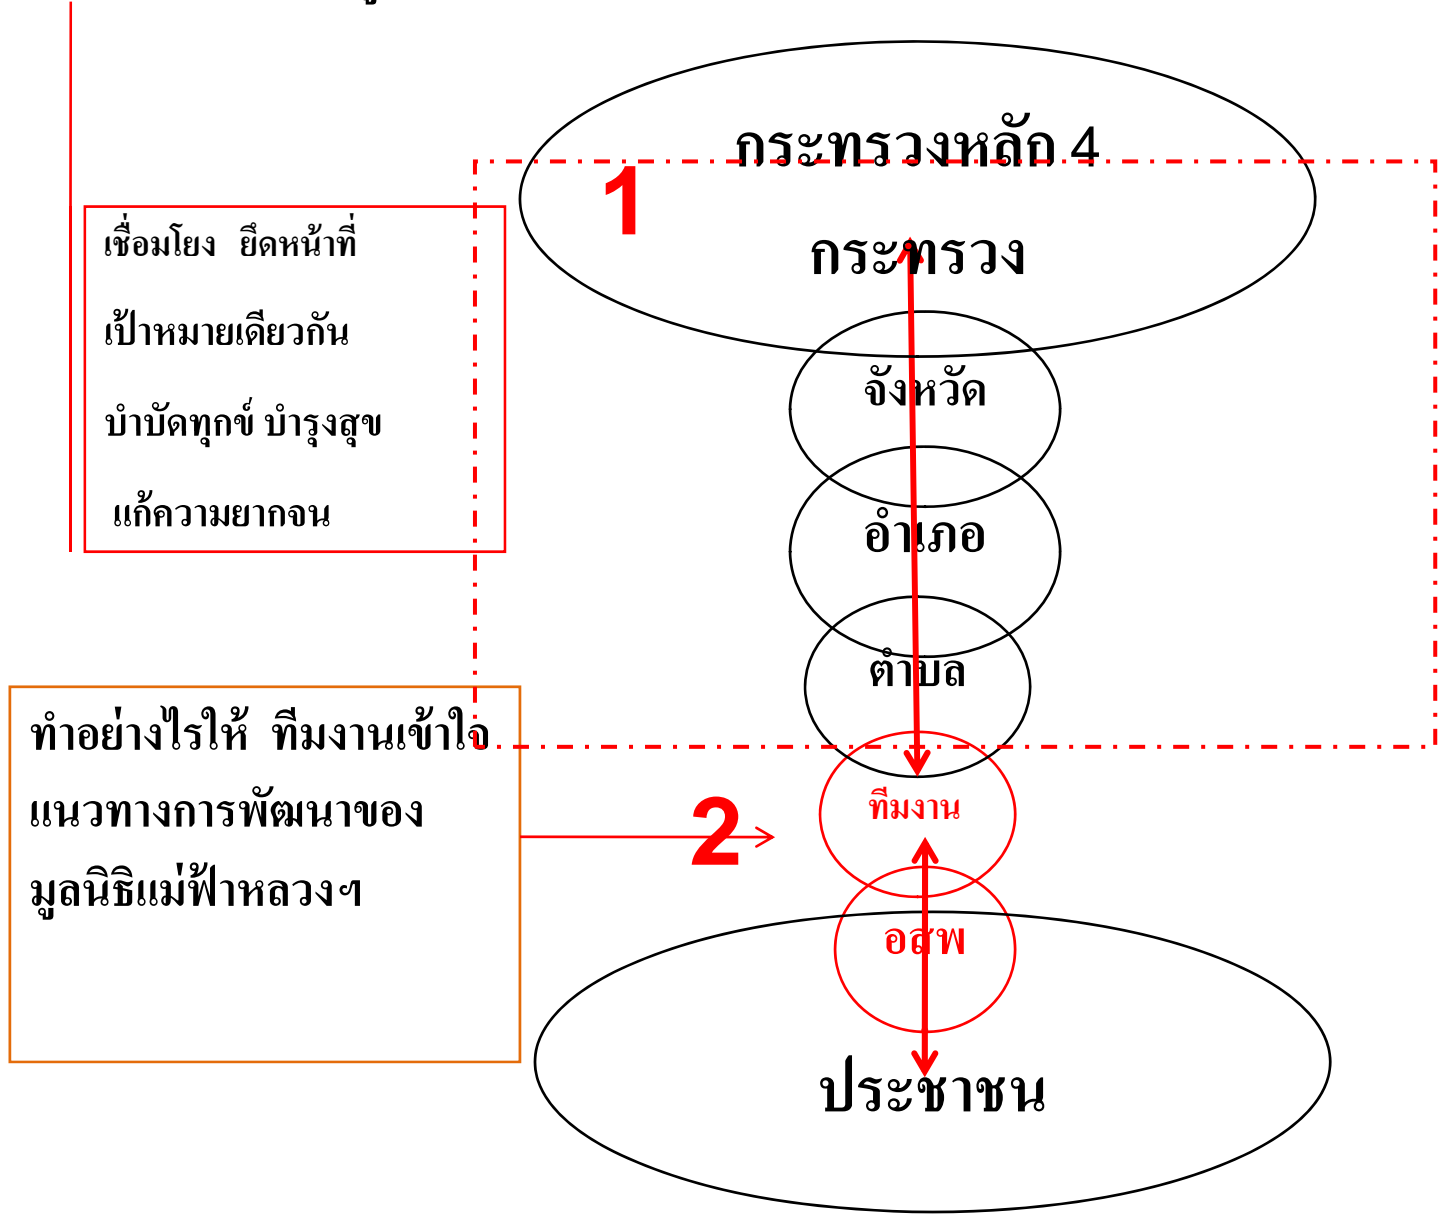 กระทรวงหลัก 4
กระทรวง
1
เชื่อมโยง ยึดหน้าที่
เป้าหมายเดียวกัน
บำบัดทุกข์ บำรุงสุข
แก้ความยากจน
จังหวัด
อำเภอ
ตำบล
ทำอย่างไรให้ ทีมงานเข้าใจ
แนวทางการพัฒนาของ
มูลนิธิแม่ฟ้าหลวงฯ
2
ทีมงาน
อสพ
ประชาชน